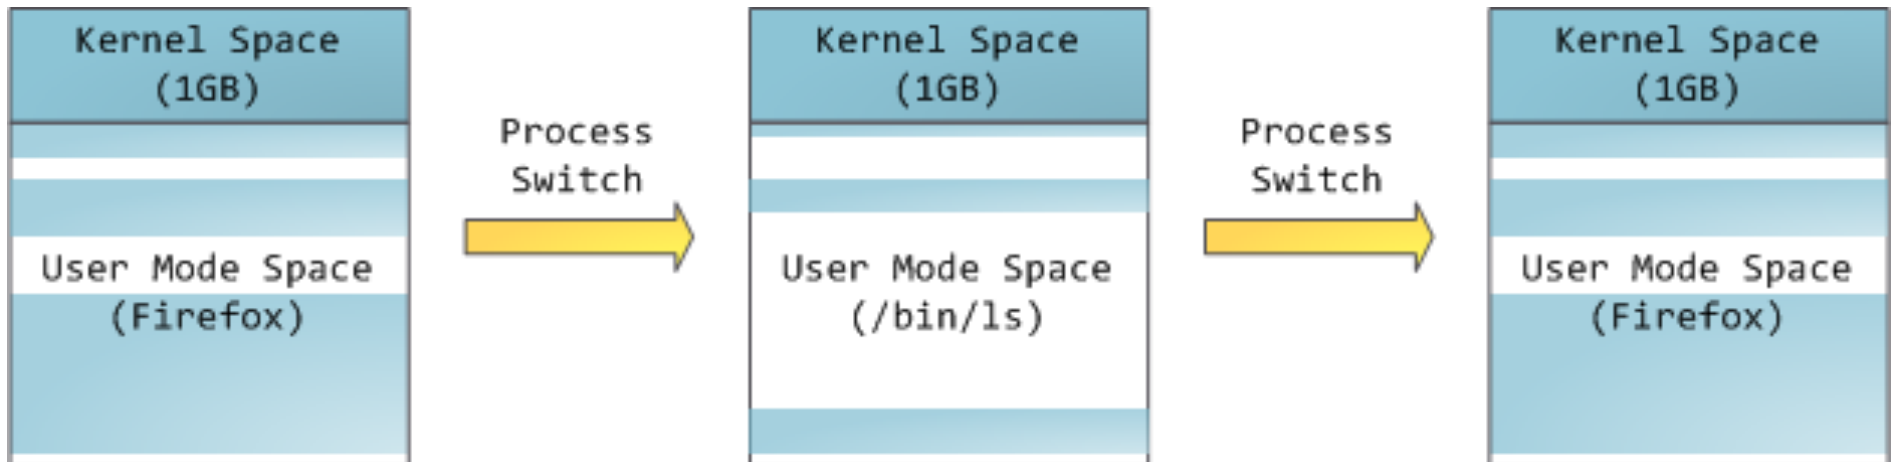 Kernel Space
(1GB)
Process
Switch
User Mode Space
(Firefox)
Kernel Space
(1GB)
Process
Switch
User Mode Space
(/bin/ls)
Kernel Space
(1GB)
User Mode Space
(Firefox)